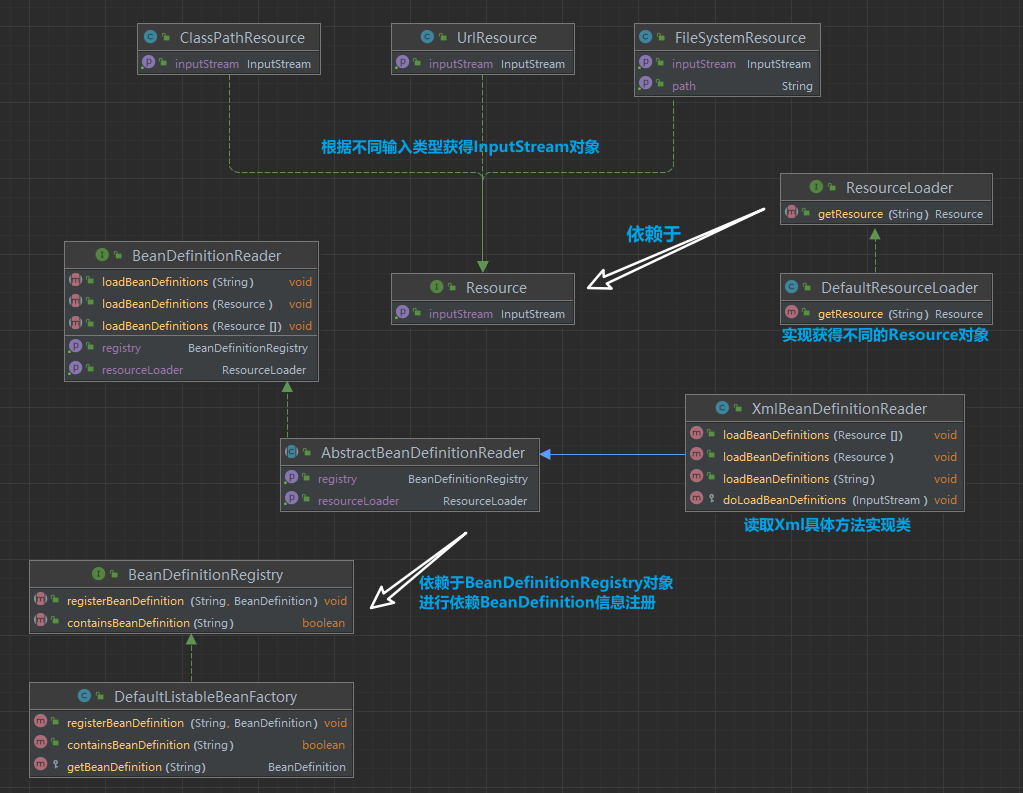 ClassPathResource
inputStream InputStream
UrlResource
inputStream InputStream
FileSystemResource
inputStream InputStream
path String
根据不同输入类型获得InputStream对象
ResourceLoader
getResource (String) Resource
依赖于
BeanDefinitionReader
loadBeanDefinitions (String) void
loadBeanDefinitions (Resource ) void
loadBeanDefinitions (Resource []) void
registry BeanDefinitionRegistry
resourceLoader ResourceLoader
Resource
inputStream InputStream
DefaultResourceLoader
getResource (String) Resource
实现获得不同的Resource对象
XmlBeanDefinitionReader
loadBeanDefinitions (Resource []) void
loadBeanDefinitions (Resource ) void
loadBeanDefinitions (String) void
doLoadBeanDefinitions (InputStream ) void
读取Xml具体方法实现类
AbstractBeanDefinitionReader
registry BeanDefinitionRegistry
resourceLoader ResourceLoader
依赖于BeanDefinitionRegistry对象
进行依赖BeanDefinition信息注册
BeanDefinitionRegistry
registerBeanDefinition (String, BeanDefinition) void
containsBeanDefinition (String) boolean
DefaultListableBeanFactory
registerBeanDefinition (String, BeanDefinition) void
containsBeanDefinition (String) boolean
getBeanDefinition (String) BeanDefinition